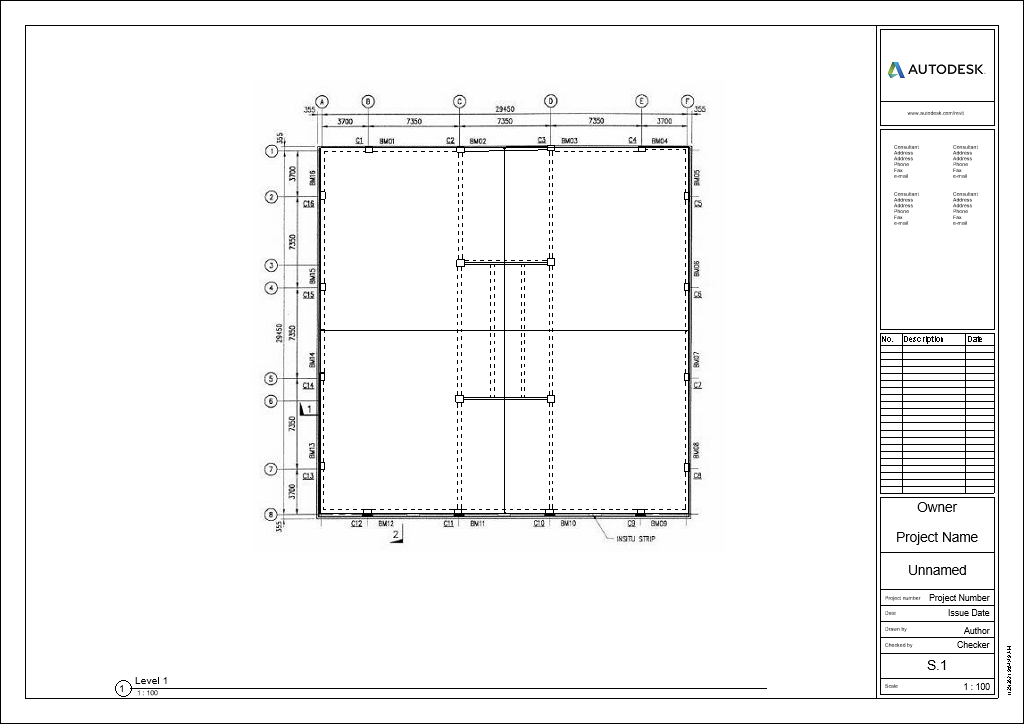 A B C D E F
355 29450 355
3700 7350 7350 7350 3700
C1 BM01 C2 BM02 C3 BM03 C4 BM04
355
1
3700
BM16
BM05
2
C16
7350
3
BM15
BM06
4
C15
C6
29450
7350
BM14
BM07
5
C14
C7
6
1
7350
BM13
BM08
7
C13
C8
3700
8
355
C12 BM12 C11 BM11 C10 BM10 C9 BM09
2
INSITU STRIP
1
Level 1
1 : 100
AUTODESK
www.autodesk.com/revit
Consultant
Address
Address
Phone
Fax
e-mail
Consultant
Address
Address
Phone
Fax
e-mail
Consultant
Address
Address
Phone
Fax
e-mail
Consultant
Address
Address
Phone
Fax
e-mail
No. Description Date
Owner
Project Name
Unnamed
Project number Project Number
Date Issue Date
Drawn by Author
Checked by Checker
S.1
Scale 1 : 100